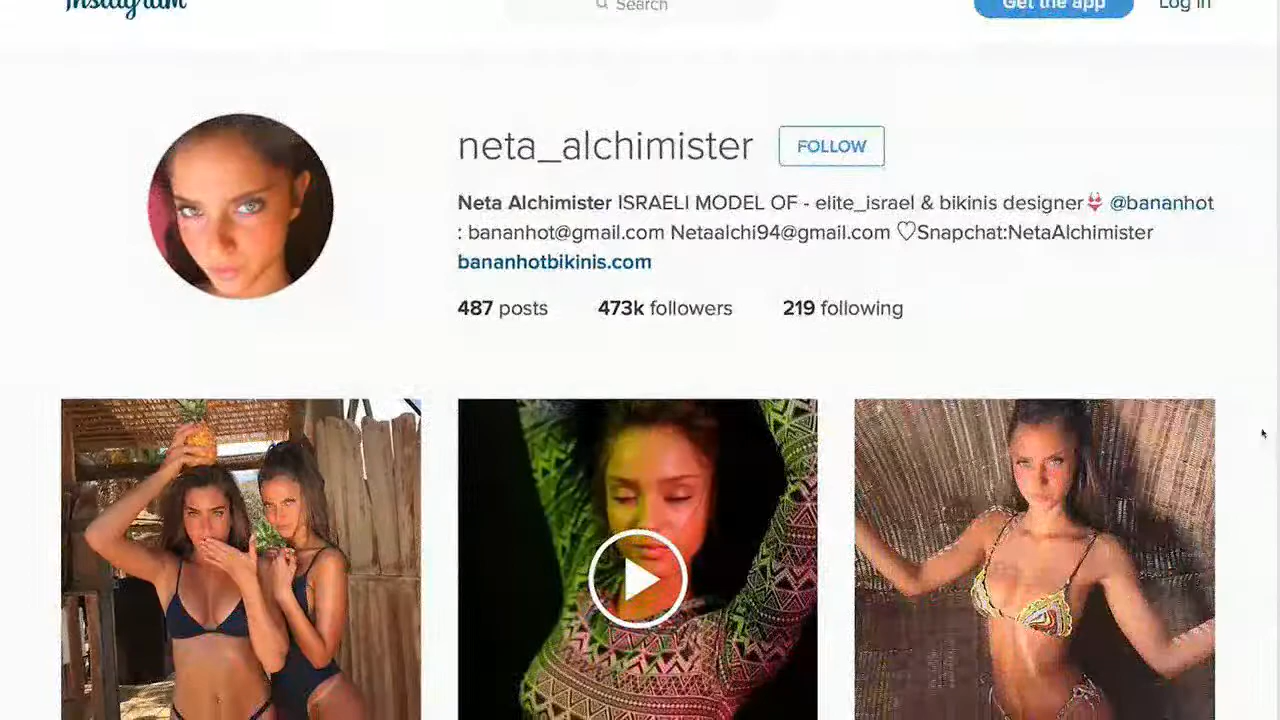 Instagram
Search
Get the app
Log in
neta_alchimister FOLLOW
Neta Alchimister ISRAELI MODEL OF - elite_israel & bikinis designer👙 @bananhot
: bananhot@gmail.com Netaalchi94@gmail.com ♡Snapchat:NetaAlchimister
bananhotbikinis.com
487 posts 473k followers 219 following